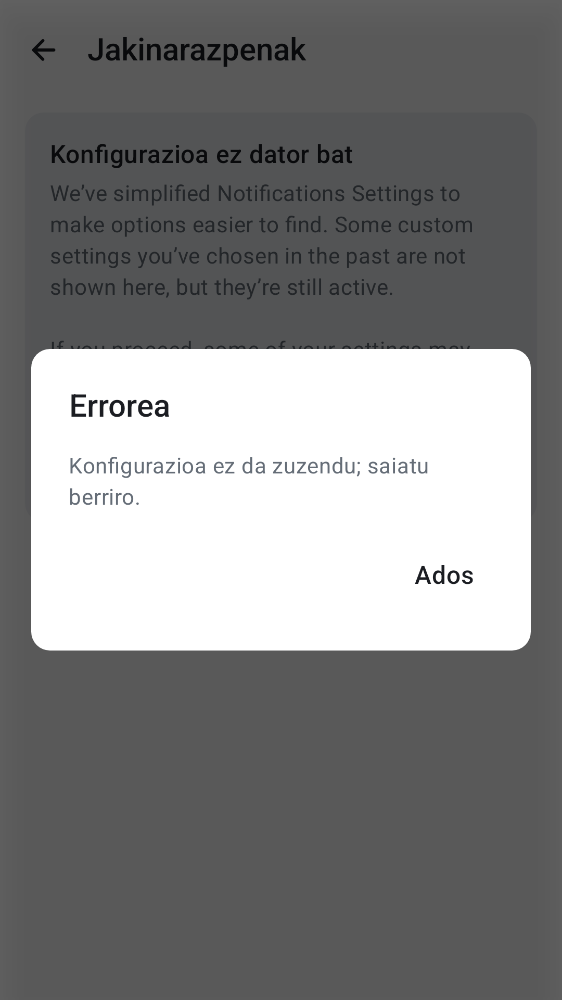 Jakinarazpenak
Konfigurazioa ez dator bat
We’ve simplified Notifications Settings to
make options easier to find. Some custom
settings you’ve chosen in the past are not
shown here, but they’re still active.
If you proceed, some of your settings may
Errorea
Konfigurazioa ez da zuzendu; saiatu
berriro.
Ados